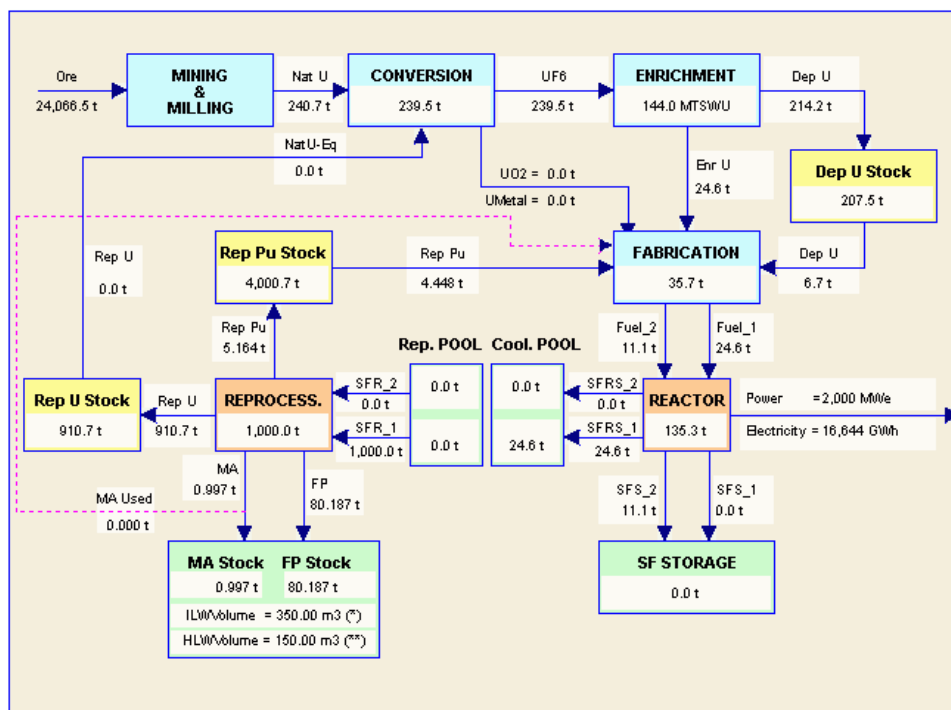 Ore
24,066.5 t
MINING
&
MILLING
Nat U
240.7 t
CONVERSION
239.5 t
UF6
239.5 t
ENRICHMENT
144.0 MTSWU
Dep U
214.2 t
NatU-Eq
0.0 t
UO2 = 0.0 t
UMetal = 0.0 t
Enr U
24.6 t
Dep U Stock
207.5 t
Rep U
0.0 t
Rep Pu Stock
4,000.7 t
Rep Pu
4.448 t
FABRICATION
35.7 t
Dep U
6.7 t
Rep Pu
5.164 t
Fuel_2
11.1 t
Fuel_1
24.6 t
Rep. POOL
Cool. POOL
Rep U Stock
910.7 t
Rep U
910.7 t
REPROCESS.
1,000.0 t
SFR_2
0.0 t
SFR_1
1,000.0 t
0.0 t
0.0 t
0.0 t
24.6 t
SFRS_2
0.0 t
SFRS_1
24.6 t
REACTOR
135.3 t
Power =2,000 MWe
Electricity = 16,644 GWh
MA
0.997 t
FP
80.187 t
MA Used
0.000 t
SFS_2
11.1 t
SFS_1
0.0 t
MA Stock FP Stock
0.997 t 80.187 t
ILWVolume = 350.00 m3 (*)
HLWVolume = 150.00 m3 (**)
SF STORAGE
0.0 t